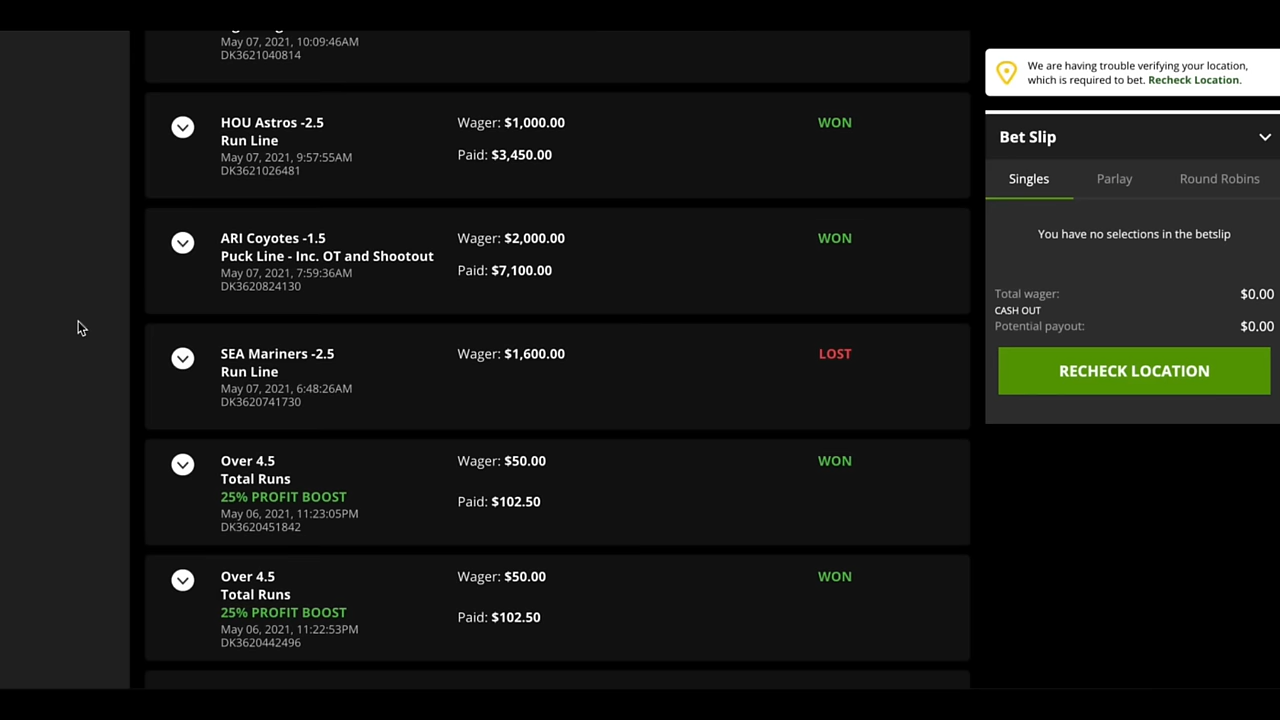 May 07, 2021, 10:09:46AM
DK3621040814
HOU Astros -2.5
Run Line
May 07, 2021, 9:57:55AM
DK3621026481
Wager: $1,000.00
Paid: $3,450.00
WON
ARI Coyotes -1.5
Puck Line - Inc. OT and Shootout
May 07, 2021, 7:59:36AM
DK3620824130
Wager: $2,000.00
Paid: $7,100.00
WON
SEA Mariners -2.5
Run Line
May 07, 2021, 6:48:26AM
DK3620741730
Wager: $1,600.00
LOST
Over 4.5
Total Runs
25% PROFIT BOOST
May 06, 2021, 11:23:05PM
DK3620451842
Wager: $50.00
Paid: $102.50
WON
Over 4.5
Total Runs
25% PROFIT BOOST
May 06, 2021, 11:22:53PM
DK3620442496
Wager: $50.00
Paid: $102.50
WON
We are having trouble verifying your location,
which is required to bet. Recheck Location.
Bet Slip
Singles
Parlay
Round Robins
You have no selections in the betslip
Total wager: $0.00
CASH OUT
Potential payout: $0.00
RECHECK LOCATION